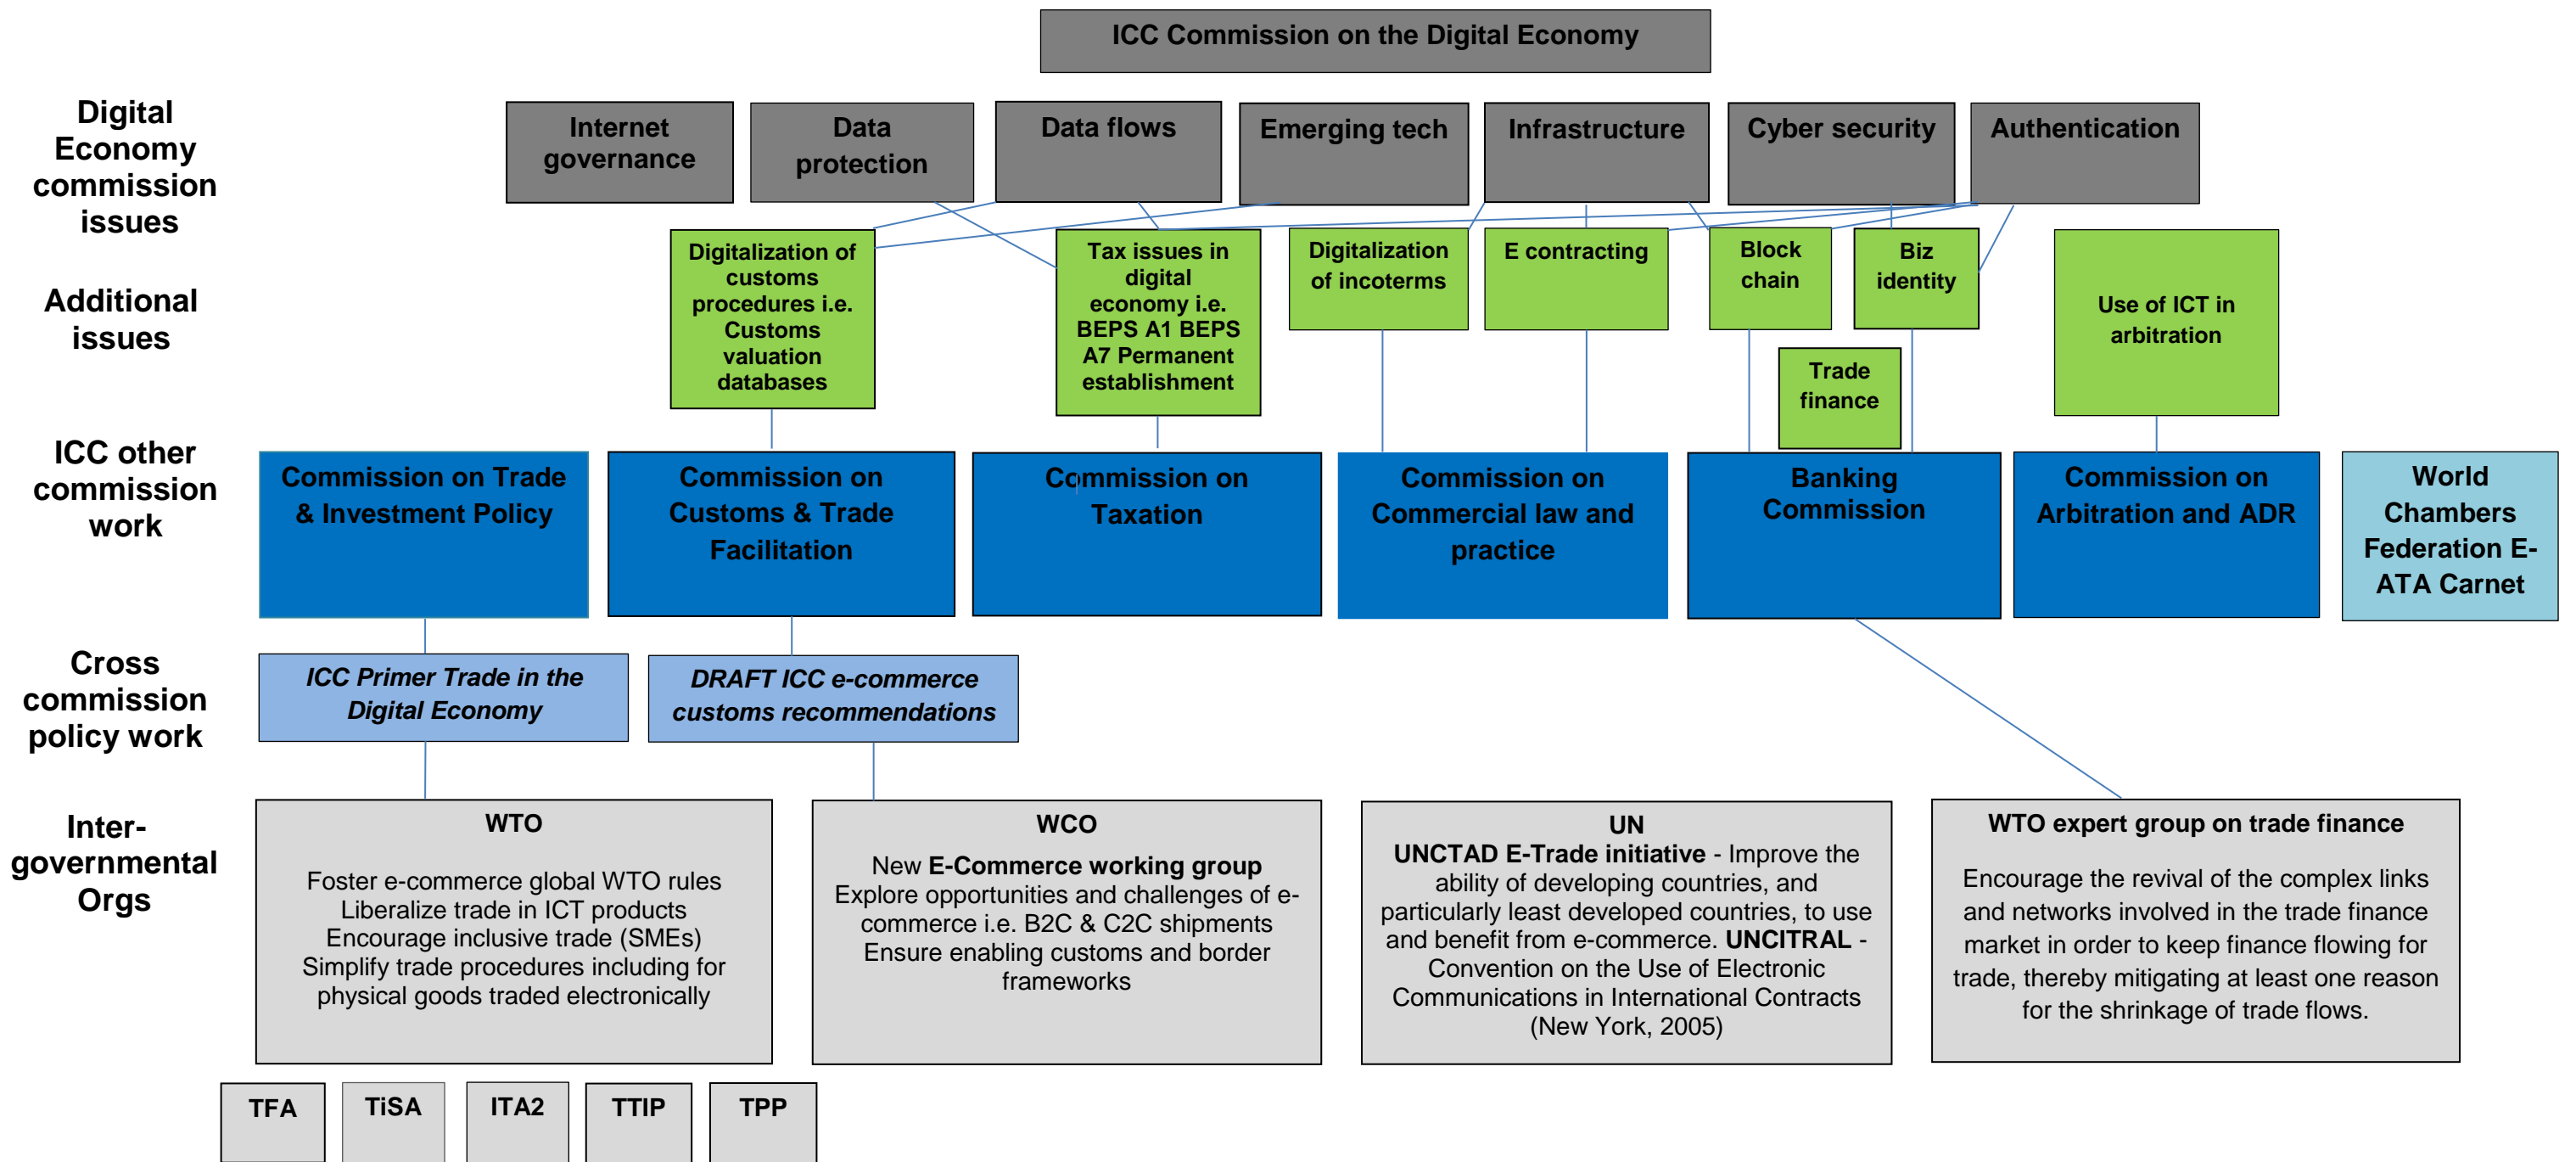 ICC Commission on the Digital Economy
Digital
Economy
commission
issues
Internet
governance
Data
protection
Data flows
Emerging tech
Infrastructure
Cyber security
Authentication
Additional
issues
Digitalization of
customs
procedures i.e.
Customs
valuation
databases
Tax issues in
digital
economy i.e.
BEPS A1 BEPS
A7 Permanent
establishment
Digitalization
of incoterms
E contracting
Block
chain
Biz
identity
Trade
finance
Use of ICT in
arbitration
ICC other
commission
work
Commission on Trade
& Investment Policy
Commission on
Customs & Trade
Facilitation
Commission on
Taxation
Commission on
Commercial law and
practice
Banking
Commission
Commission on
Arbitration and ADR
World
Chambers
Federation E-
ATA Carnet
Cross
commission
policy work
ICC Primer Trade in the
Digital Economy
DRAFT ICC e-commerce
customs recommendations
Inter-
governmental
Orgs
WTO
Foster e-commerce global WTO rules
Liberalize trade in ICT products
Encourage inclusive trade (SMEs)
Simplify trade procedures including for
physical goods traded electronically
WCO
New E-Commerce working group
Explore opportunities and challenges of e-
commerce i.e. B2C & C2C shipments
Ensure enabling customs and border
frameworks
UN
UNCTAD E-Trade initiative - Improve the
ability of developing countries, and
particularly least developed countries, to use
and benefit from e-commerce. UNCITRAL -
Convention on the Use of Electronic
Communications in International Contracts
(New York, 2005)
WTO expert group on trade finance
Encourage the revival of the complex links
and networks involved in the trade finance
market in order to keep finance flowing for
trade, thereby mitigating at least one reason
for the shrinkage of trade flows.
TFA
TiSA
ITA2
TTIP
TPP